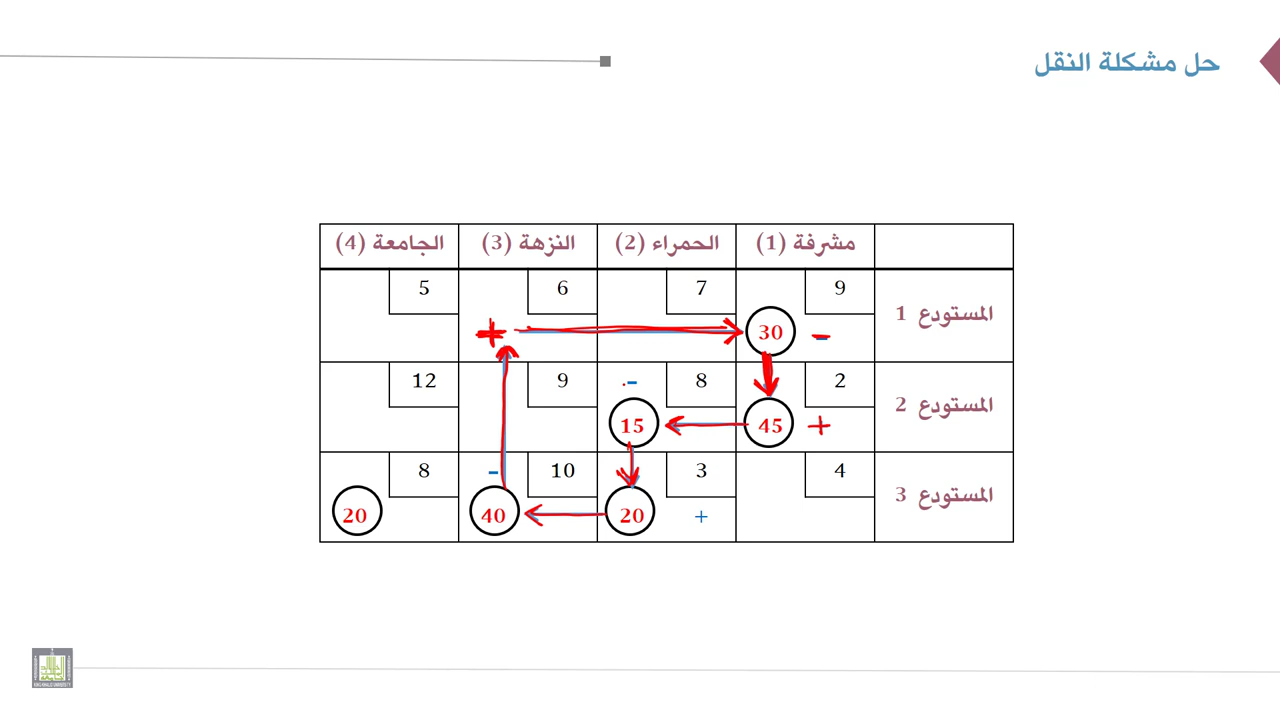 حل مشكلة النقل
مشرفة (1) الحمراء (2) النزهة (3) الجامعة (4)
المستودع 1 9 7 6 5
+ 30 -
المستودع 2 2 8 9 12
-
+ 45 15
المستودع 3 4 3 10 8
-
+ 20 40 20